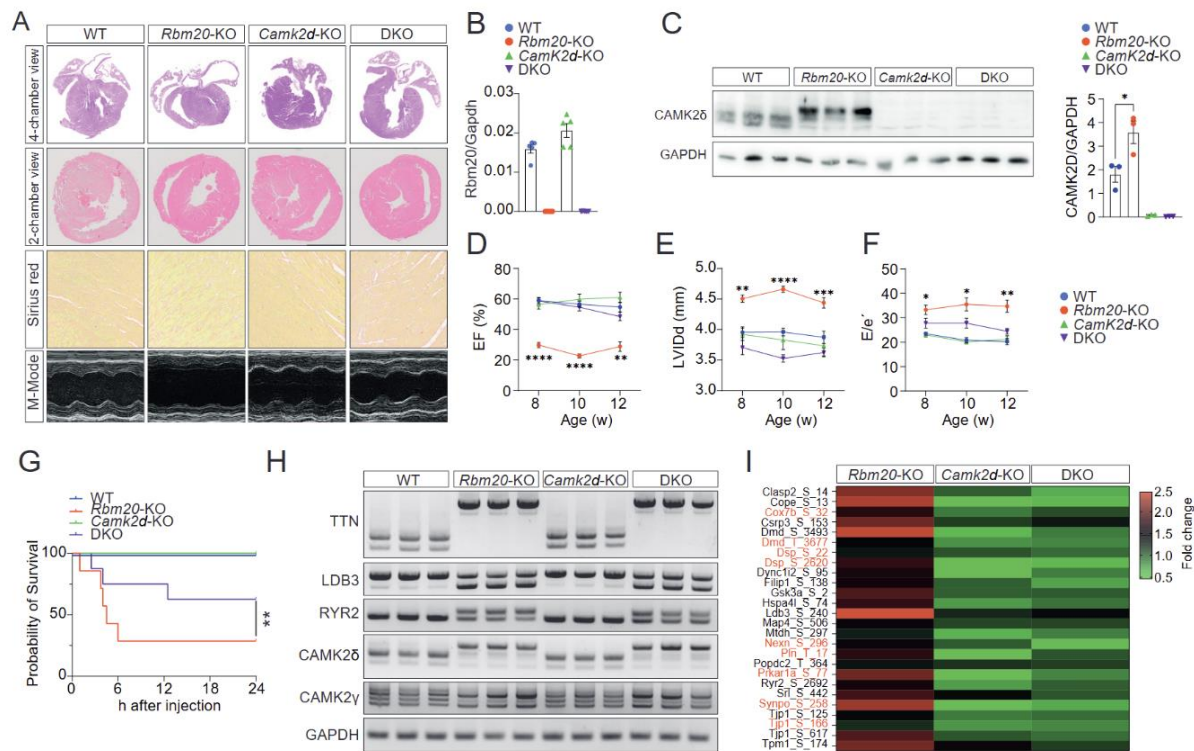 A
WT
Rbm20-KO
Camk2d-KO
DKO
4-chamber view
2-chamber view
Sirius red
M-Mode
B
WT
Rbm20-KO
CamK2d-KO
DKO
Rbm20/Gapdh
0.02
0.01
0.00
C
WT
Rbm20-KO
Camk2d-KO
DKO
CAMK2δ
GAPDH
WT
Rbm20-KO
CamK2d-KO
DKO
*
CAMK2D/GAPDH
5
4
3
2
1
0
D
EF (%)
80
60
40
20
0
****
****
**
8
10
12
Age (w)
E
LVIDd (mm)
5.0
4.5
4.0
3.5
3.0
**
****
***
8
10
12
Age (w)
F
E/e´
50
40
30
20
10
0
*
*
**
8
10
12
Age (w)
WT
Rbm20-KO
CamK2d-KO
DKO
G
WT
Rbm20-KO
Camk2d-KO
DKO
Probability of Survival
100
50
0
**
0
6
12
18
24
h after injection
H
WT
Rbm20-KO
Camk2d-KO
DKO
TTN
LDB3
RYR2
CAMK2δ
CAMK2γ
GAPDH
I
Rbm20-KO
Camk2d-KO
DKO
Clasp2_S_14
Cope_S_13
Cox7b_S_32
Csrp3_S_153
Dmd_S_3493
Dmd_T_3677
Dsp_S_22
Dsp_S_2620
Dync1i2_S_95
Filip1_S_138
Gsk3a_S_2
Hspa4l_S_74
Ldb3_S_240
Map4_S_506
Mtdh_S_297
Nexn_S_296
Pln_T_17
Popdc2_T_364
Prkar1a_S_77
Ryr2_S_2692
Srl_S_442
Synpo_S_258
Tjp1_S_125
Tjp1_S_166
Tjp1_S_617
Tpm1_S_174
2.5
2.0
1.5
1.0
0.5
Fold change